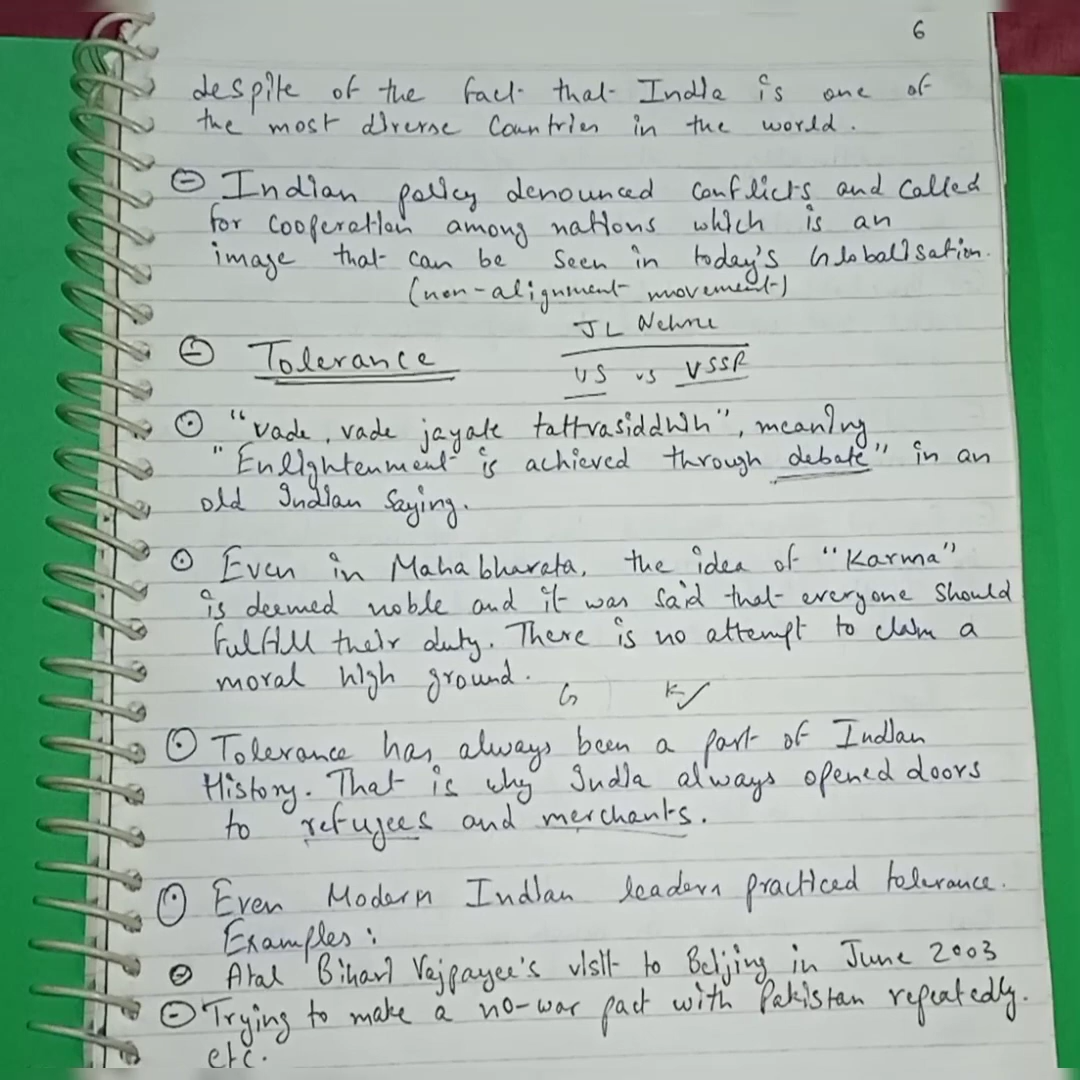 6
despite of the fact that India is one of
the most diverse Countries in the world.
⊖ Indian policy denounced conflicts and called
for cooperation among nations which is an
image that can be seen in today's Globalisation.
(non-alignment movement)
JL Nehru
⊖ Tolerance
US vs USSR
⊙ "vade, vade jayate tattvasiddhih", meaning
"Enlightenment is achieved through debate" in an
old Indian Saying.
⊙ Even in Mahabharata, the idea of "Karma"
is deemed noble and it was said that everyone should
fulfill their duty. There is no attempt to claim a
moral high ground.
G K
⊙ Tolerance has always been a part of Indian
History. That is why India always opened doors
to refugees and merchants.
⊙ Even Modern Indian leaders practiced tolerance.
Examples:
⊖ Atal Bihari Vajpayee's visit to Beijing in June 2003
⊖ Trying to make a no-war pact with Pakistan repeatedly.
etc.